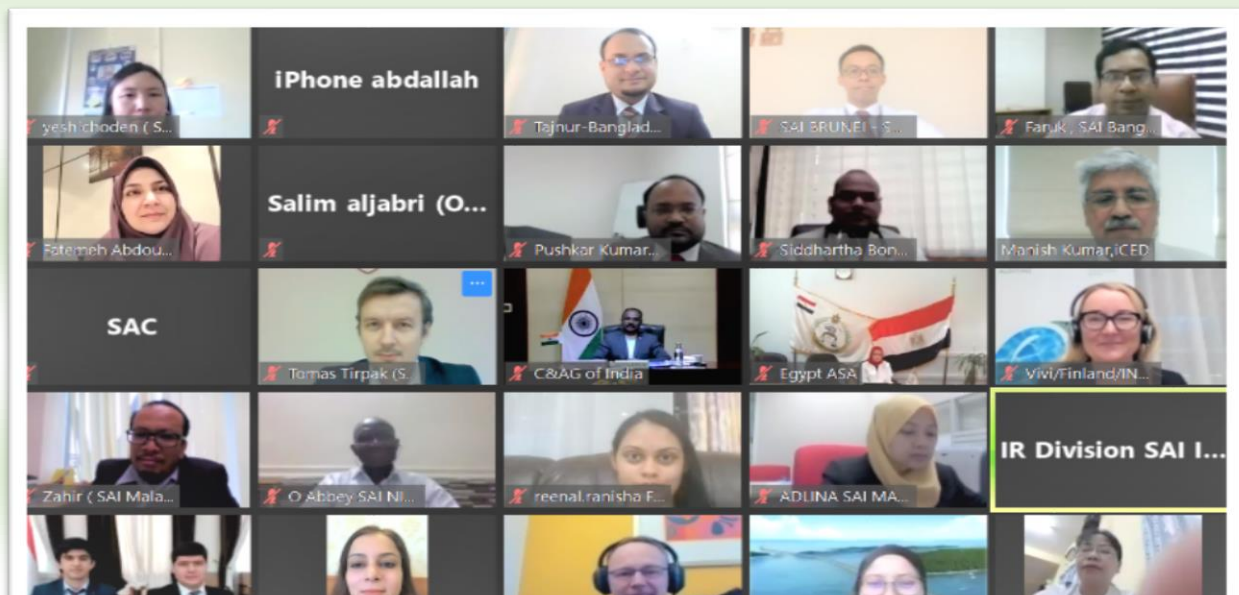 yeshi choden ( S...
iPhone abdallah
Tajnur-Banglad...
SAI BRUNEI - S...
Faruk , SAI Bang...
Fatemeh Abdou...
Salim aljabri (O...
Pushkar Kumar...
Siddhartha Bon...
Manish Kumar,iCED
SAC
Tomas Tirpak (S...
C&AG of India
Egypt ASA
Vivi/Finland/IN...
Zahir ( SAI Mala...
O Abbey SAI NI...
reenal.ranisha F...
ADLINA SAI MA...
IR Division SAI I...